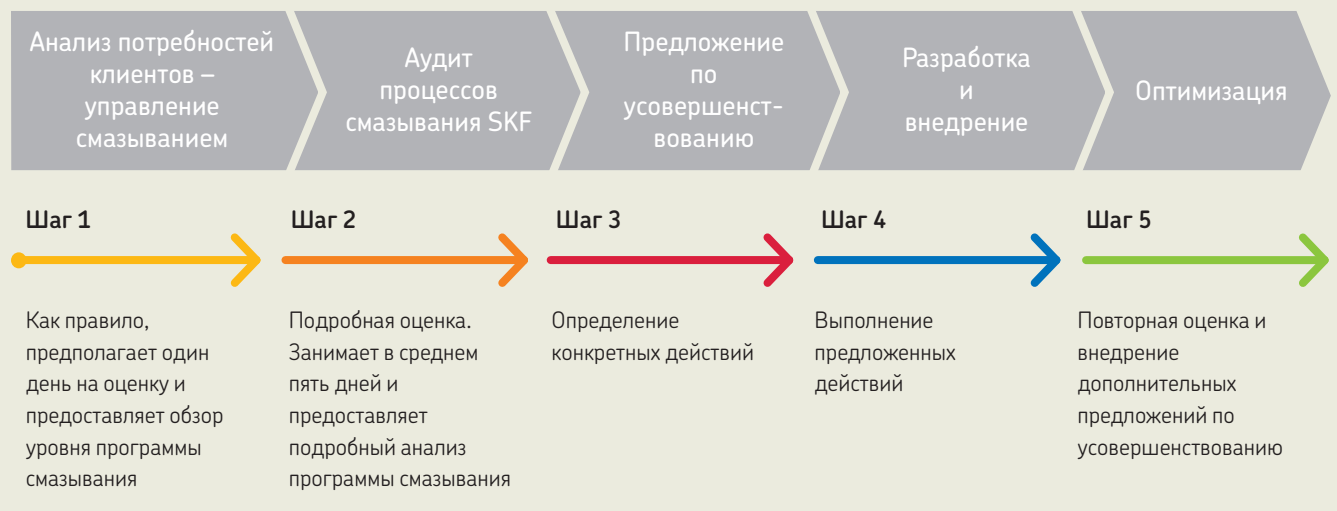 Анализ потребностей
клиентов –
управление
смазыванием
Аудит
процессов
смазывания SKF
Предложение
по
усовершенст-
вованию
Разработка
и
внедрение
Оптимизация
Шаг 1
Как правило,
предполагает один
день на оценку и
предоставляет обзор
уровня программы
смазывания
Шаг 2
Подробная оценка.
Занимает в среднем
пять дней и
предоставляет
подробный анализ
программы смазывания
Шаг 3
Определение
конкретных действий
Шаг 4
Выполнение
предложенных
действий
Шаг 5
Повторная оценка и
внедрение
дополнительных
предложений по
усовершенствованию